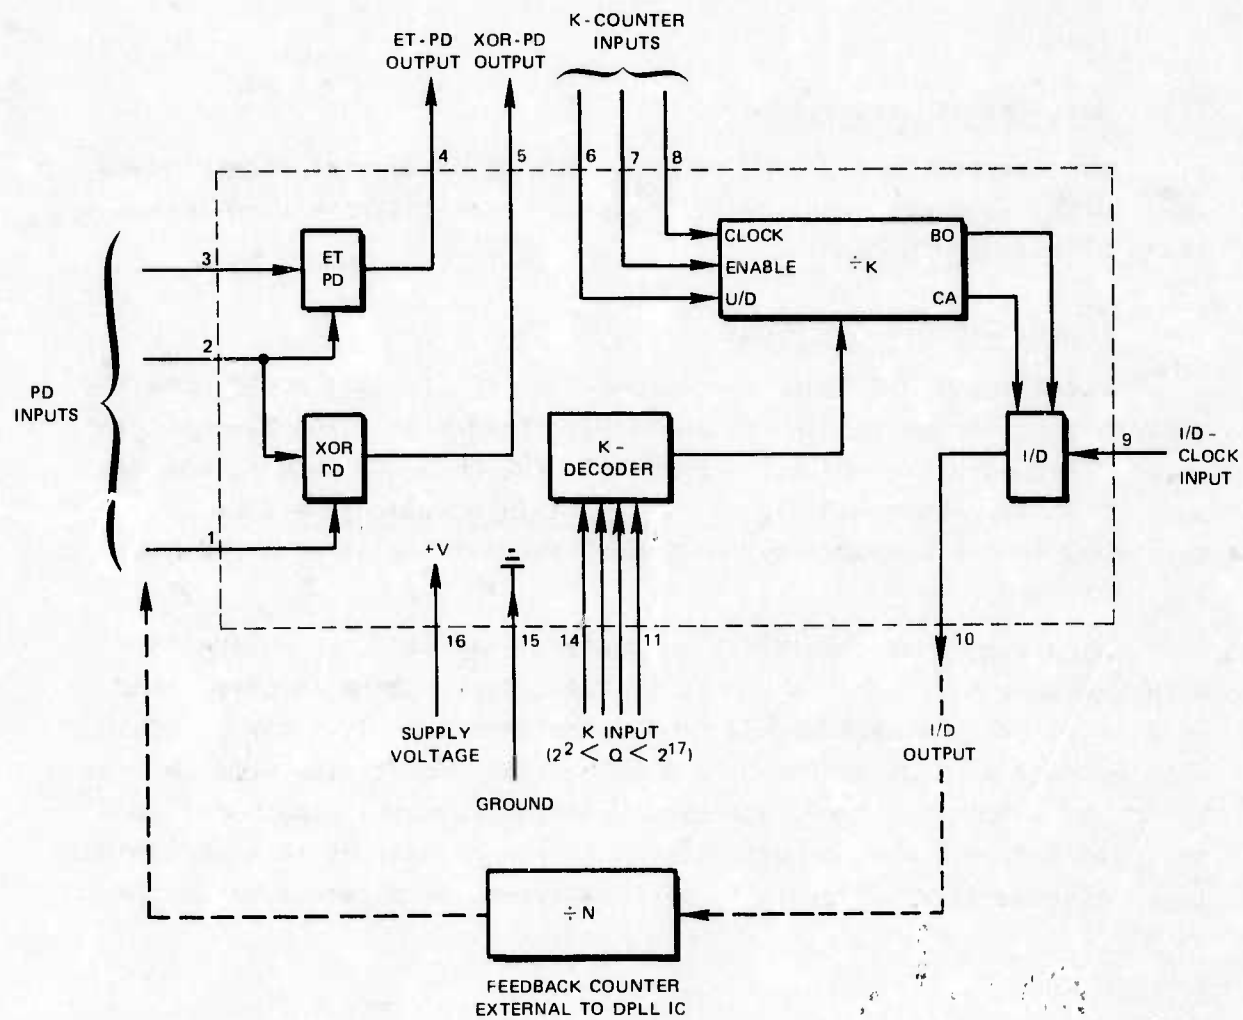 K-COUNTER
INPUTS
ET-PD
OUTPUT
XOR-PD
OUTPUT
4
5
6
7
8
3
ET
PD
CLOCK
ENABLE
U/D
÷K
BO
CA
2
PD
INPUTS
XOR
PD
K-
DECODER
I/D
9
I/D-
CLOCK
INPUT
1
+V
16
15
14
11
10
SUPPLY
VOLTAGE
K INPUT
(2² < Q < 2¹⁷)
I/D
OUTPUT
GROUND
÷N
FEEDBACK COUNTER
EXTERNAL TO DPLL IC